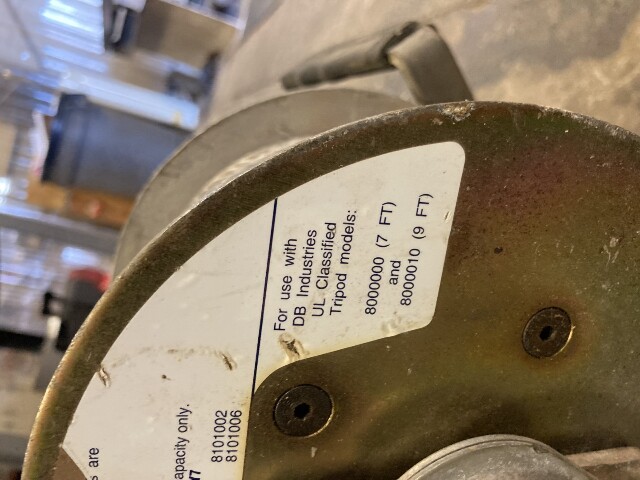 For use with
DB Industries
UL Classified
Tripod models:
8000000 (7 FT)
and
8000010 (9 FT)
are
apacity only.
8101002
8101006